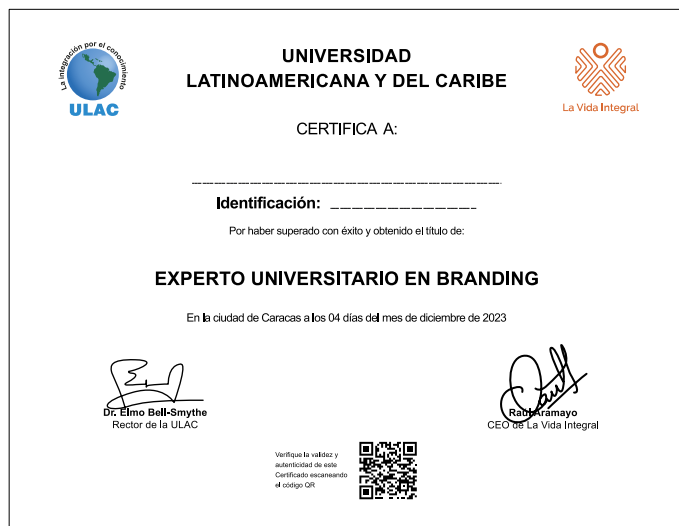 La integración por el conocimiento
ULAC
UNIVERSIDAD
LATINOAMERICANA Y DEL CARIBE
La Vida Integral
CERTIFICA A:
Identificación:
Por haber superado con éxito y obtenido el título de:
EXPERTO UNIVERSITARIO EN BRANDING
En la ciudad de Caracas a los 04 días del mes de diciembre de 2023
Dr. Elmo Bell-Smythe
Rector de la ULAC
Raúl Aramayo
CEO de La Vida Integral
Verifique la validez y
autenticidad de este
Certificado escaneando
el código QR